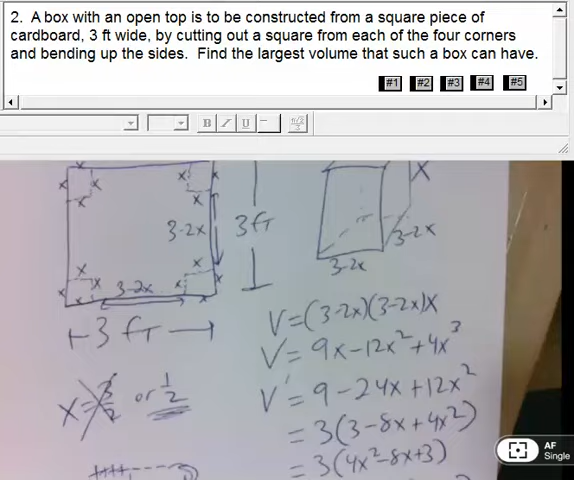 2. A box with an open top is to be constructed from a square piece of
cardboard, 3 ft wide, by cutting out a square from each of the four corners
and bending up the sides. Find the largest volume that such a box can have.
#1 #2 #3 #4 #5
B I U
x x x x x x
x x
3-2x
3 ft
x x
x x 3-2x x x
x x
3 ft
x
3-2x
3-2x
V=(3-2x)(3-2x)x
V= 9x-12x²+4x³
V'= 9-24x+12x²
= 3(3-8x+4x²)
= 3(4x²-8x+3)
x=3/2 or 1/2
AF
Single